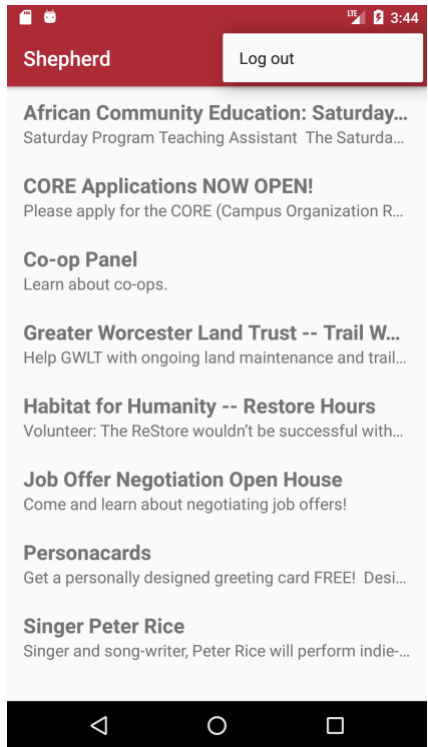 LTE 3:44
Shepherd
Log out
African Community Education: Saturday...
Saturday Program Teaching Assistant The Saturda...
CORE Applications NOW OPEN!
Please apply for the CORE (Campus Organization R...
Co-op Panel
Learn about co-ops.
Greater Worcester Land Trust -- Trail W...
Help GWLT with ongoing land maintenance and trail...
Habitat for Humanity -- Restore Hours
Volunteer: The ReStore wouldn't be successful with...
Job Offer Negotiation Open House
Come and learn about negotiating job offers!
Personacards
Get a personally designed greeting card FREE! Desi...
Singer Peter Rice
Singer and song-writer, Peter Rice will perform indie-...